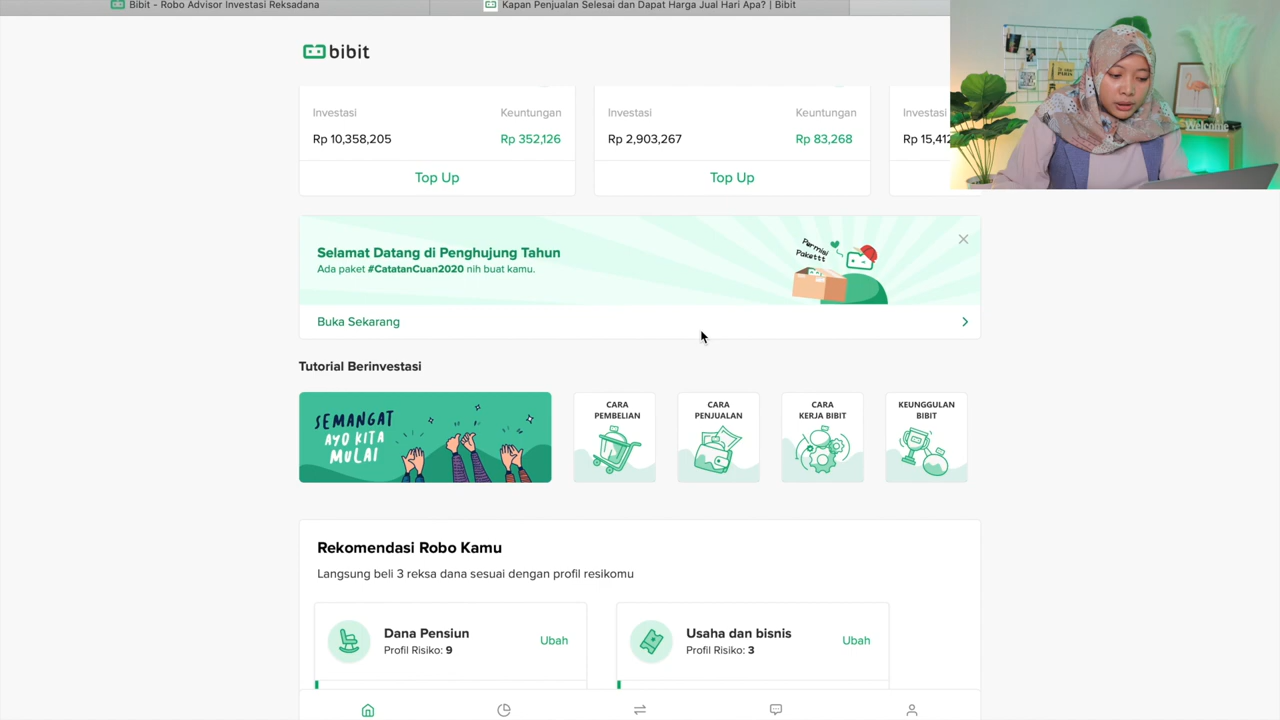 Bibit - Robo Advisor Investasi Reksadana
Kapan Penjualan Selesai dan Dapat Harga Jual Hari Apa? | Bibit
bibit
Investasi Keuntungan
Rp 10,358,205 Rp 352,126
Top Up
Investasi Keuntungan
Rp 2,903,267 Rp 83,268
Top Up
Investasi
Rp 15,412
Welcome
Selamat Datang di Penghujung Tahun
Ada paket #CatatanCuan2020 nih buat kamu.
Permisi
Pakettt
Buka Sekarang
Tutorial Berinvestasi
SEMANGAT
AYO KITA
MULAI
CARA
PEMBELIAN
CARA
PENJUALAN
CARA
KERJA BIBIT
KEUNGGULAN
BIBIT
Rekomendasi Robo Kamu
Langsung beli 3 reksa dana sesuai dengan profil resikomu
Dana Pensiun
Profil Risiko: 9
Ubah
Usaha dan bisnis
Profil Risiko: 3
Ubah